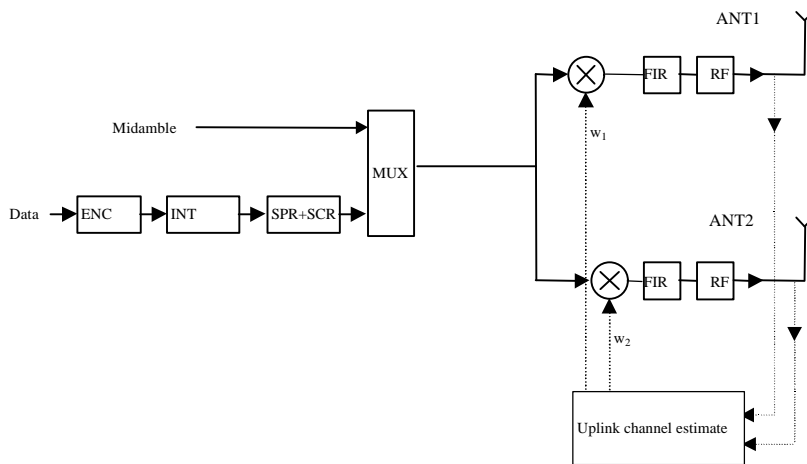 ANT1
FIR
RF
Midamble
w1
MUX
Data
ENC
INT
SPR+SCR
ANT2
FIR
RF
w2
Uplink channel estimate